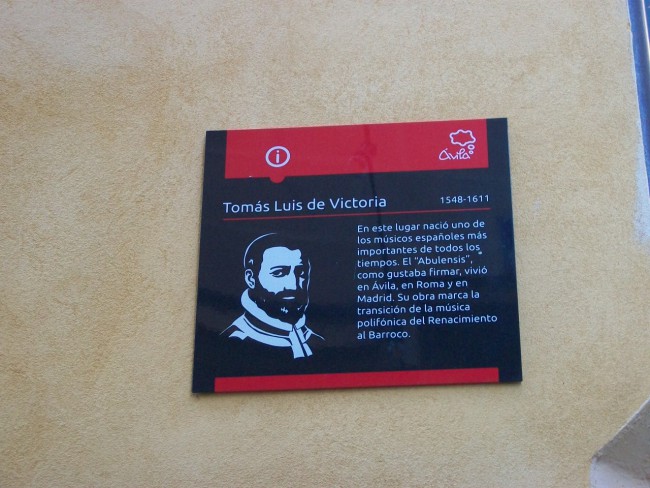 i
Ávila
Tomás Luis de Victoria 1548-1611
En este lugar nació uno de
los músicos españoles más
importantes de todos los
tiempos. El "Abulensis",
como gustaba firmar, vivió
en Ávila, en Roma y en
Madrid. Su obra marca la
transición de la música
polifónica del Renacimiento
al Barroco.